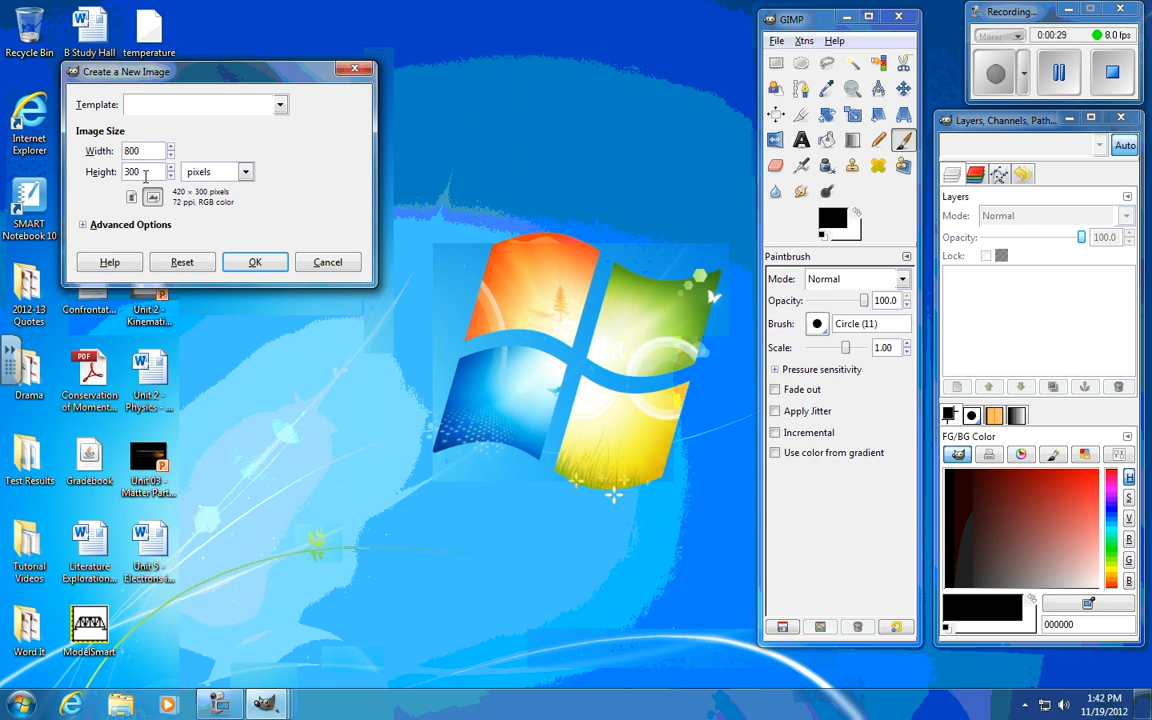 Recycle Bin
B Study Hall
temperature
Internet
Explorer
SMART
Notebook 10
2012-13
Quotes
Confrontat...
Unit 2 -
Kinemati...
Drama
Conservation
of Moment...
Unit 2 -
Physics - ...
Test Results
Gradebook
Unit 03 -
Matter Part...
Tutorial
Videos
Literature
Exploration...
Unit 5 -
Electrons i...
Word It
ModelSmart
Create a New Image
Template:
Image Size
Width: 800
Height: 300 pixels
420 × 300 pixels
72 ppi, RGB color
Advanced Options
Help Reset OK Cancel
GIMP
File Xtns Help
Paintbrush
Mode: Normal
Opacity: 100.0
Brush: Circle (11)
Scale: 1.00
Pressure sensitivity
Fade out
Apply Jitter
Incremental
Use color from gradient
Recording...
Menu 0:00:29 8.0 fps
Layers, Channels, Path...
Auto
Layers
Mode: Normal
Opacity: 100.0
Lock:
FG/BG Color
H
S
V
R
G
B
000000
1:42 PM
11/19/2012